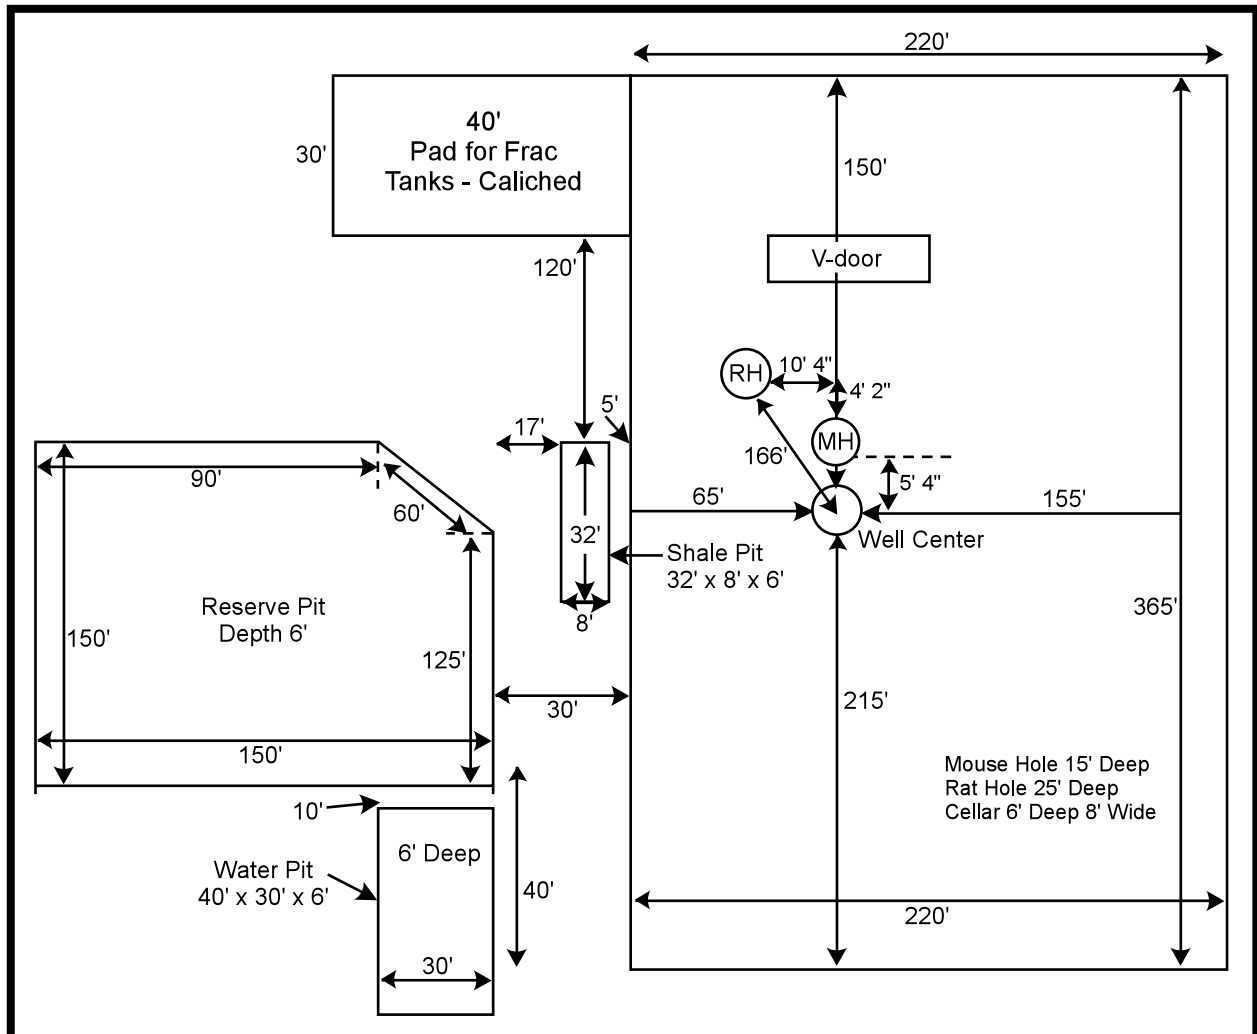 220'
40'
Pad for Frac
Tanks - Caliched
30'
150'
V-door
120'
RH
10' 4"
4' 2"
5'
17'
MH
166'
90'
5' 4"
65'
155'
60'
32'
Well Center
Shale Pit
32' x 8' x 6'
Reserve Pit
Depth 6'
365'
8'
150'
125'
30'
215'
150'
Mouse Hole 15' Deep
Rat Hole 25' Deep
Cellar 6' Deep 8' Wide
10'
6' Deep
Water Pit
40' x 30' x 6'
40'
220'
30'